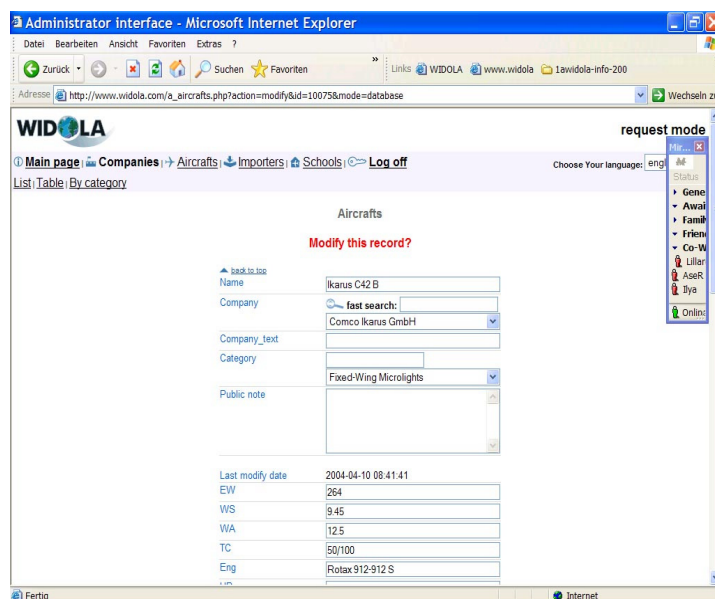 Administrator interface - Microsoft Internet Explorer
Datei Bearbeiten Ansicht Favoriten Extras ?
Zurück Suchen Favoriten » Links WIDOLA www.widola 1awidola-info-200
Adresse http://www.widola.com/a_aircrafts.php?action=modify&id=10075&mode=database Wechseln zu
WIDOLA request mode
Main page | Companies | Aircrafts | Importers | Schools | Log off Choose Your language: engl
List | Table | By category
Mir...
Status
Gene
Awai
Family
Frien
Co-W
Lillar
AseR
Ilya
Online
Aircrafts
Modify this record?
back to top
Name Ikarus C42 B
Company fast search:
Comco Ikarus GmbH
Company_text
Category
Fixed-Wing Microlights
Public note
Last modify date 2004-04-10 08:41:41
EW 264
WS 9.45
WA 12.5
TC 50/100
Eng Rotax 912-912 S
Fertig Internet